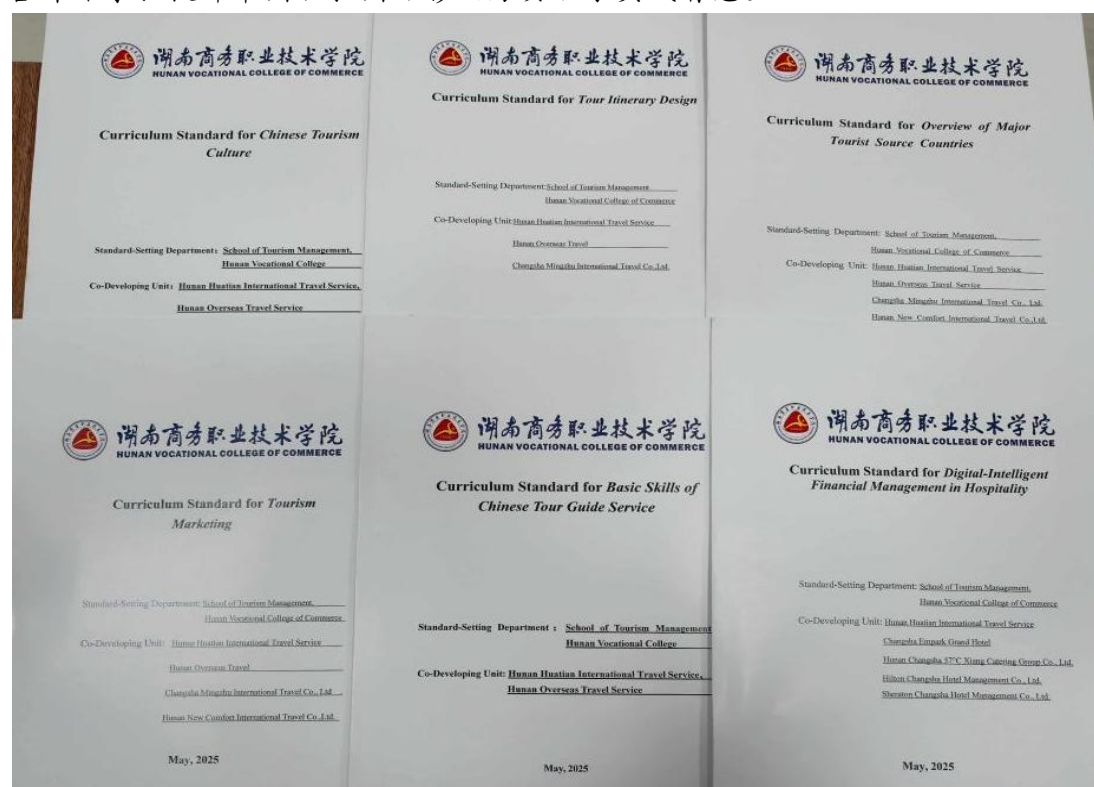 湖南商务职业技术学院
HUNAN VOCATIONAL COLLEGE OF COMMERCE
Curriculum Standard for Chinese Tourism
Culture
Standard-Setting Department: School of Tourism Management,
Hunan Vocational College
Co-Developing Unit: Hunan Huatian International Travel Service,
Hunan Overseas Travel Service
湖南商务职业技术学院
HUNAN VOCATIONAL COLLEGE OF COMMERCE
Curriculum Standard for Tour Itinerary Design
Standard-Setting Department: School of Tourism Management
Hunan Vocational College of Commerce
Co-Developing Unit: Hunan Huatian International Travel Service
Hunan Overseas Travel
Changsha Mingzhu International Travel Co.,Ltd.
湖南商务职业技术学院
HUNAN VOCATIONAL COLLEGE OF COMMERCE
Curriculum Standard for Overview of Major
Tourist Source Countries
Standard-Setting Department: School of Tourism Management,
Hunan Vocational College of Commerce
Co-Developing Unit: Hunan Huatian International Travel Service
Hunan Overseas Travel Service
Changsha Mingzhu International Travel Co., Ltd.
Hunan New Comfort International Travel Co.,Ltd.
湖南商务职业技术学院
HUNAN VOCATIONAL COLLEGE OF COMMERCE
Curriculum Standard for Tourism
Marketing
Standard-Setting Department: School of Tourism Management,
Hunan Vocational College of Commerce
Co-Developing Unit: Hunan Huatian International Travel Service
Hunan Overseas Travel
Changsha Mingzhu International Travel Co., Ltd
Hunan New Comfort International Travel Co.,Ltd.
May, 2025
湖南商务职业技术学院
HUNAN VOCATIONAL COLLEGE OF COMMERCE
Curriculum Standard for Basic Skills of
Chinese Tour Guide Service
Standard-Setting Department : School of Tourism Management
Hunan Vocational College
Co-Developing Unit: Hunan Huatian International Travel Service,
Hunan Overseas Travel Service
May, 2025
湖南商务职业技术学院
HUNAN VOCATIONAL COLLEGE OF COMMERCE
Curriculum Standard for Digital-Intelligent
Financial Management in Hospitality
Standard-Setting Department: School of Tourism Management,
Hunan Vocational College of Commerce
Co-Developing Unit: Hunan Huatian International Travel Service
Changsha Empark Grand Hotel
Hunan Changsha 57°C Xiang Catering Group Co., Ltd.
Hilton Changsha Hotel Management Co., Ltd.
Sheraton Changsha Hotel Management Co., Ltd.
May, 2025